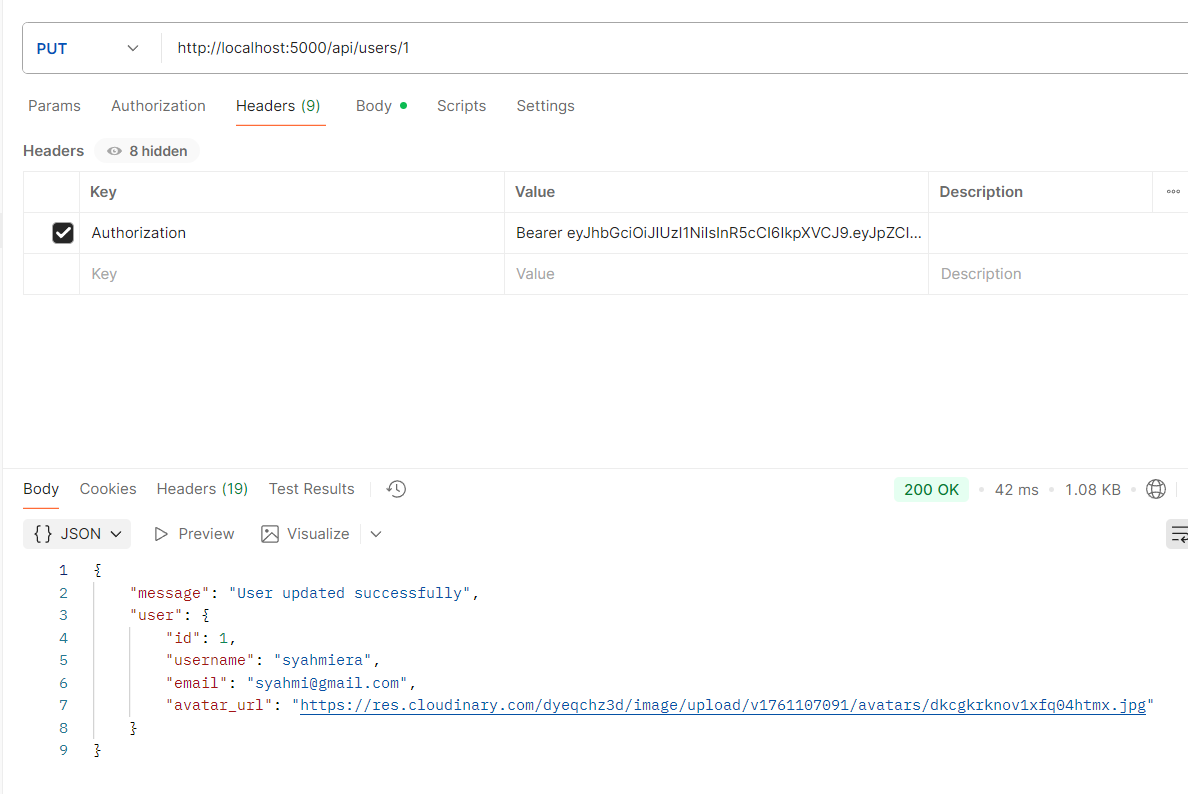 PUT http://localhost:5000/api/users/1
Params Authorization Headers (9) Body Scripts Settings
Headers 8 hidden
Key Value Description
Authorization Bearer eyJhbGciOiJIUzI1NiIsInR5cCI6IkpXVCJ9.eyJpZCI...
Key Value Description
Body Cookies Headers (19) Test Results 200 OK 42 ms 1.08 KB
{} JSON Preview Visualize
1 {
2 "message": "User updated successfully",
3 "user": {
4 "id": 1,
5 "username": "syahmiera",
6 "email": "syahmi@gmail.com",
7 "avatar_url": "https://res.cloudinary.com/dyeqchz3d/image/upload/v1761107091/avatars/dkcgkrknov1xfq04htmx.jpg"
8 }
9 }